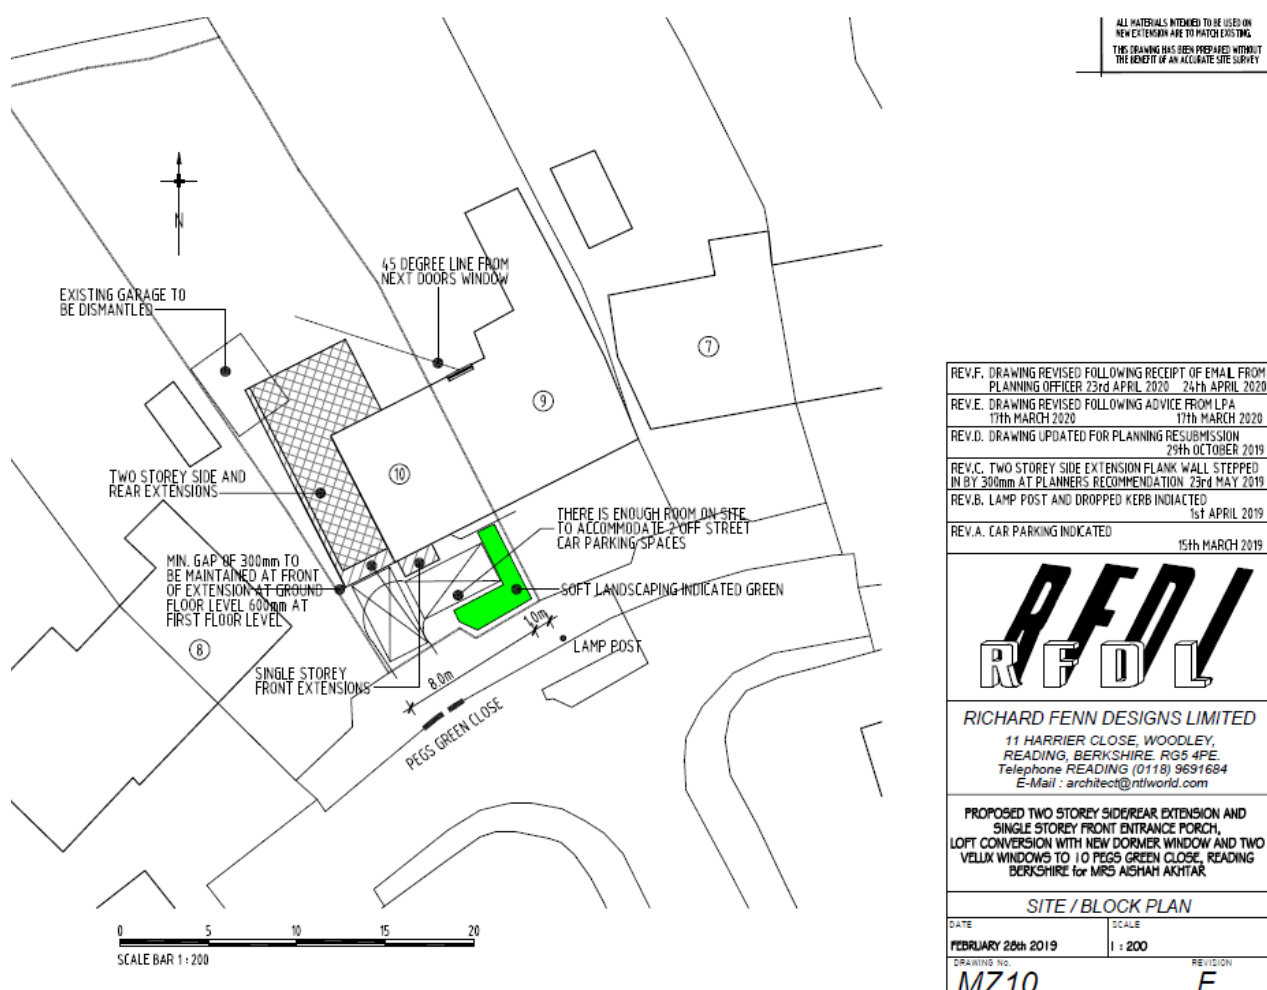 ALL MATERIALS INTENDED TO BE USED ON
NEW EXTENSION ARE TO MATCH EXISTING.
THIS DRAWING HAS BEEN PREPARED WITHOUT
THE BENEFIT OF AN ACCURATE SITE SURVEY
N
45 DEGREE LINE FROM
NEXT DOORS WINDOW
EXISTING GARAGE TO
BE DISMANTLED
7
9
10
TWO STOREY SIDE AND
REAR EXTENSIONS
THERE IS ENOUGH ROOM ON SITE
TO ACCOMMODATE 2 OFF STREET
CAR PARKING SPACES
MIN. GAP OF 300mm TO
BE MAINTAINED AT FRONT
OF EXTENSION AT GROUND
FLOOR LEVEL 600mm AT
FIRST FLOOR LEVEL
SOFT LANDSCAPING INDICATED GREEN
8
1.0m
LAMP POST
SINGLE STOREY
FRONT EXTENSIONS
8.0m
PEGS GREEN CLOSE
0 5 10 15 20
SCALE BAR 1 : 200
REV.F. DRAWING REVISED FOLLOWING RECEIPT OF EMAIL FROM
PLANNING OFFICER 23rd APRIL 2020 24th APRIL 2020
REV.E. DRAWING REVISED FOLLOWING ADVICE FROM LPA
17th MARCH 2020 17th MARCH 2020
REV.D. DRAWING UPDATED FOR PLANNING RESUBMISSION
29th OCTOBER 2019
REV.C. TWO STOREY SIDE EXTENSION FLANK WALL STEPPED
IN BY 300mm AT PLANNERS RECOMMENDATION 23rd MAY 2019
REV.B. LAMP POST AND DROPPED KERB INDIACTED
1st APRIL 2019
REV.A. CAR PARKING INDICATED
15th MARCH 2019
RFDL
RICHARD FENN DESIGNS LIMITED
11 HARRIER CLOSE, WOODLEY,
READING, BERKSHIRE. RG5 4PE.
Telephone READING (0118) 9691684
E-Mail : architect@ntlworld.com
PROPOSED TWO STOREY SIDE/REAR EXTENSION AND
SINGLE STOREY FRONT ENTRANCE PORCH,
LOFT CONVERSION WITH NEW DORMER WINDOW AND TWO
VELUX WINDOWS TO 10 PEGS GREEN CLOSE, READING
BERKSHIRE for MRS AISHAH AKHTAR
SITE / BLOCK PLAN
DATE
SCALE
FEBRUARY 28th 2019
1 : 200
DRAWING No.
REVISION
MZ10